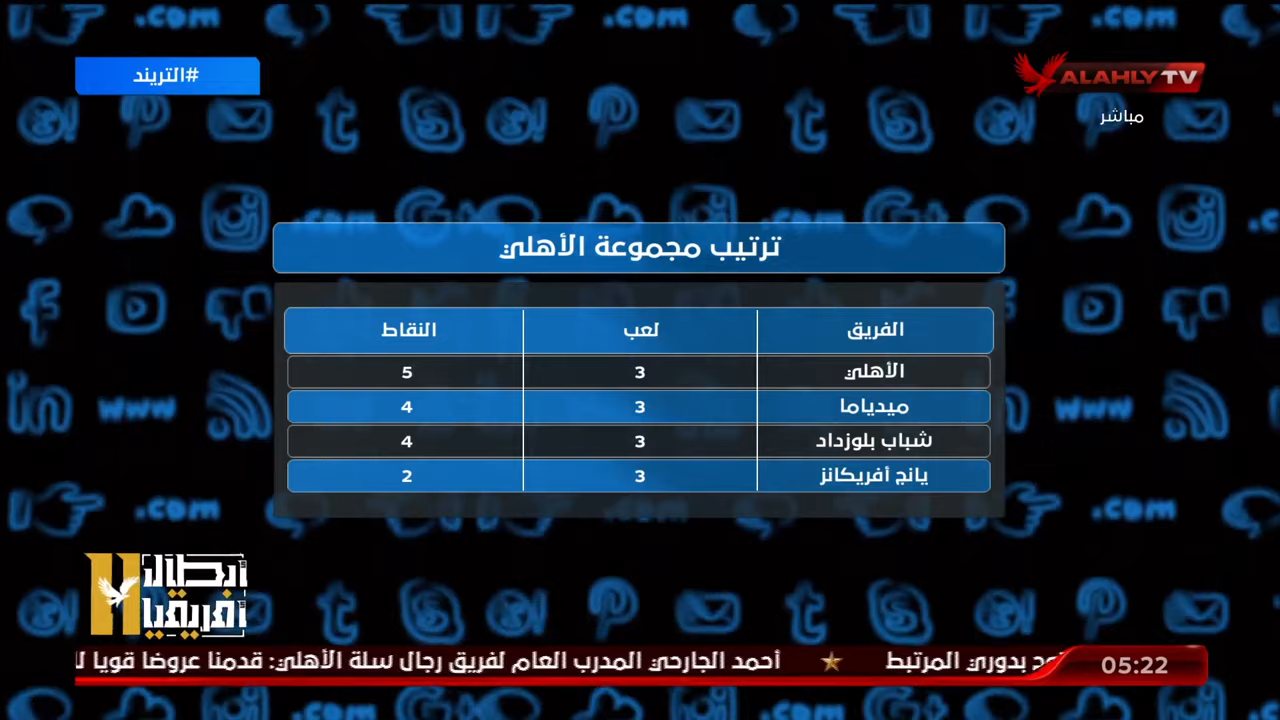 #التريند
ALAHLY TV
مباشر
ترتيب مجموعة الأهلي
الفريق لعب النقاط
الأهلي 3 5
ميدياما 3 4
شباب بلوزداد 3 4
يانج أفريكانز 3 2
أبطال
أفريقيا 11
05:22
بدوري المرتبط ★ أحمد الجارحي المدرب العام لفريق رجال سلة الأهلي: قدمنا عروضا قويا